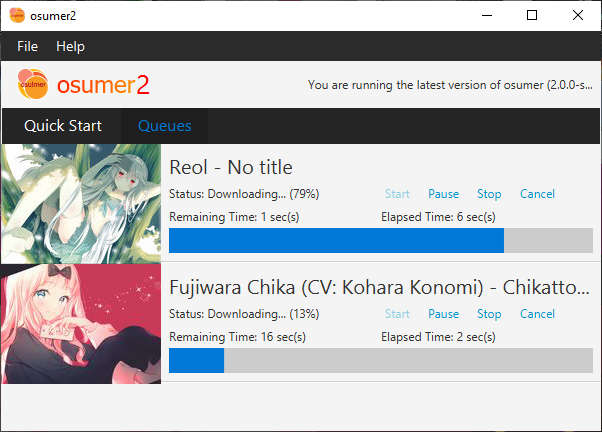 osumer2
File Help
osumer
osumer2
You are running the latest version of osumer (2.0.0-s...
Quick Start Queues
Reol - No title
Status: Downloading... (79%) Start Pause Stop Cancel
Remaining Time: 1 sec(s) Elapsed Time: 6 sec(s)
Fujiwara Chika (CV: Kohara Konomi) - Chikatto...
Status: Downloading... (13%) Start Pause Stop Cancel
Remaining Time: 16 sec(s) Elapsed Time: 2 sec(s)